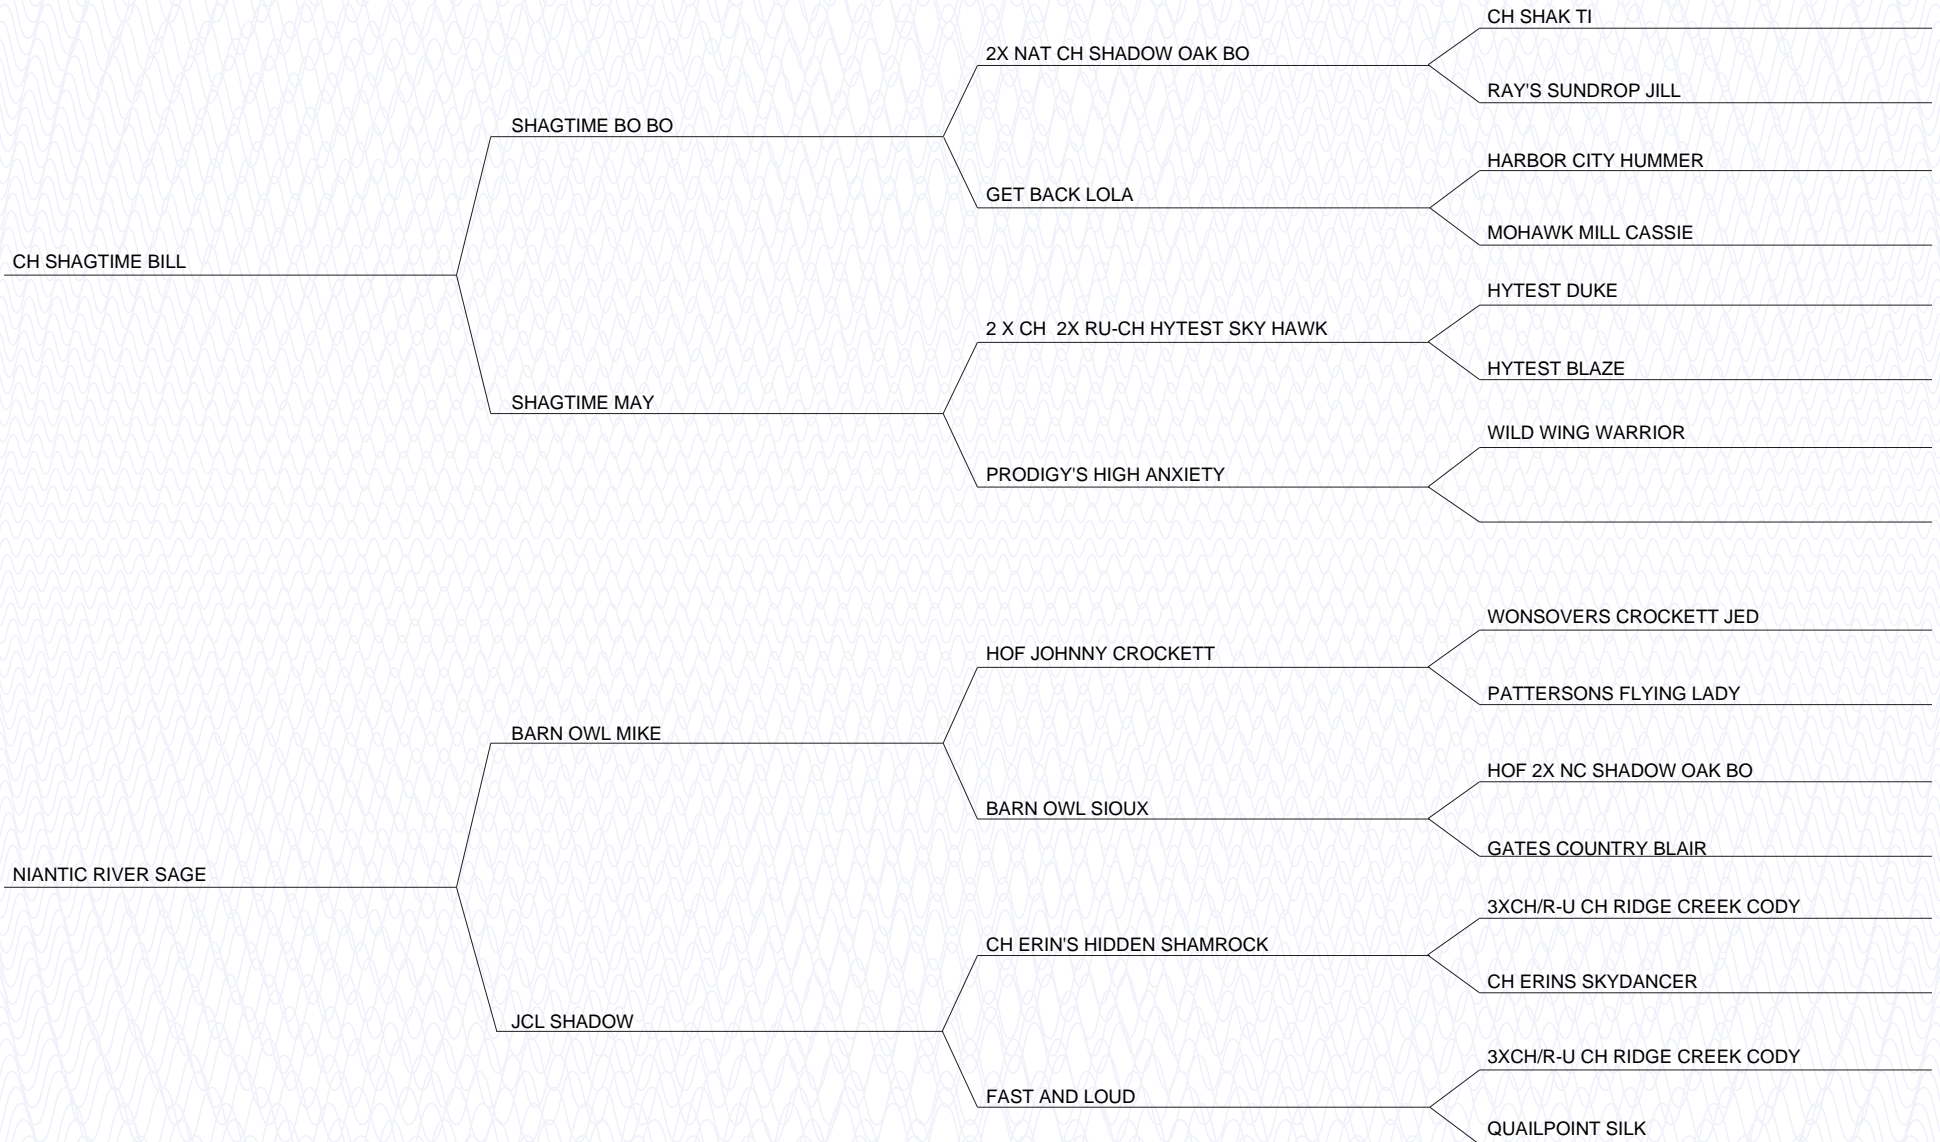 CH SHAK TI
2X NAT CH SHADOW OAK BO
RAY'S SUNDROP JILL
SHAGTIME BO BO
HARBOR CITY HUMMER
GET BACK LOLA
MOHAWK MILL CASSIE
CH SHAGTIME BILL
HYTEST DUKE
2 X CH  2X RU-CH HYTEST SKY HAWK
HYTEST BLAZE
SHAGTIME MAY
WILD WING WARRIOR
PRODIGY'S HIGH ANXIETY
WONSOVERS CROCKETT JED
HOF JOHNNY CROCKETT
PATTERSONS FLYING LADY
BARN OWL MIKE
HOF 2X NC SHADOW OAK BO
BARN OWL SIOUX
GATES COUNTRY BLAIR
NIANTIC RIVER SAGE
3XCH/R-U CH RIDGE CREEK CODY
CH ERIN'S HIDDEN SHAMROCK
CH ERINS SKYDANCER
JCL SHADOW
3XCH/R-U CH RIDGE CREEK CODY
FAST AND LOUD
QUAILPOINT SILK